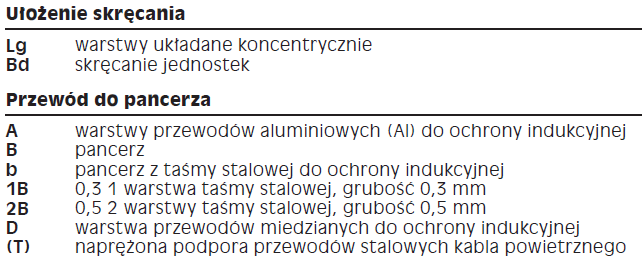 Ułożenie skręcania
Lg warstwy układane koncentrycznie
Bd skręcanie jednostek
Przewód do pancerza
A warstwy przewodów aluminiowych (Al) do ochrony indukcyjnej
B pancerz
b pancerz z taśmy stalowej do ochrony indukcyjnej
1B 0,3 1 warstwa taśmy stalowej, grubość 0,3 mm
2B 0,5 2 warstwy taśmy stalowej, grubość 0,5 mm
D warstwa przewodów miedzianych do ochrony indukcyjnej
(T) naprężona podpora przewodów stalowych kabla powietrznego